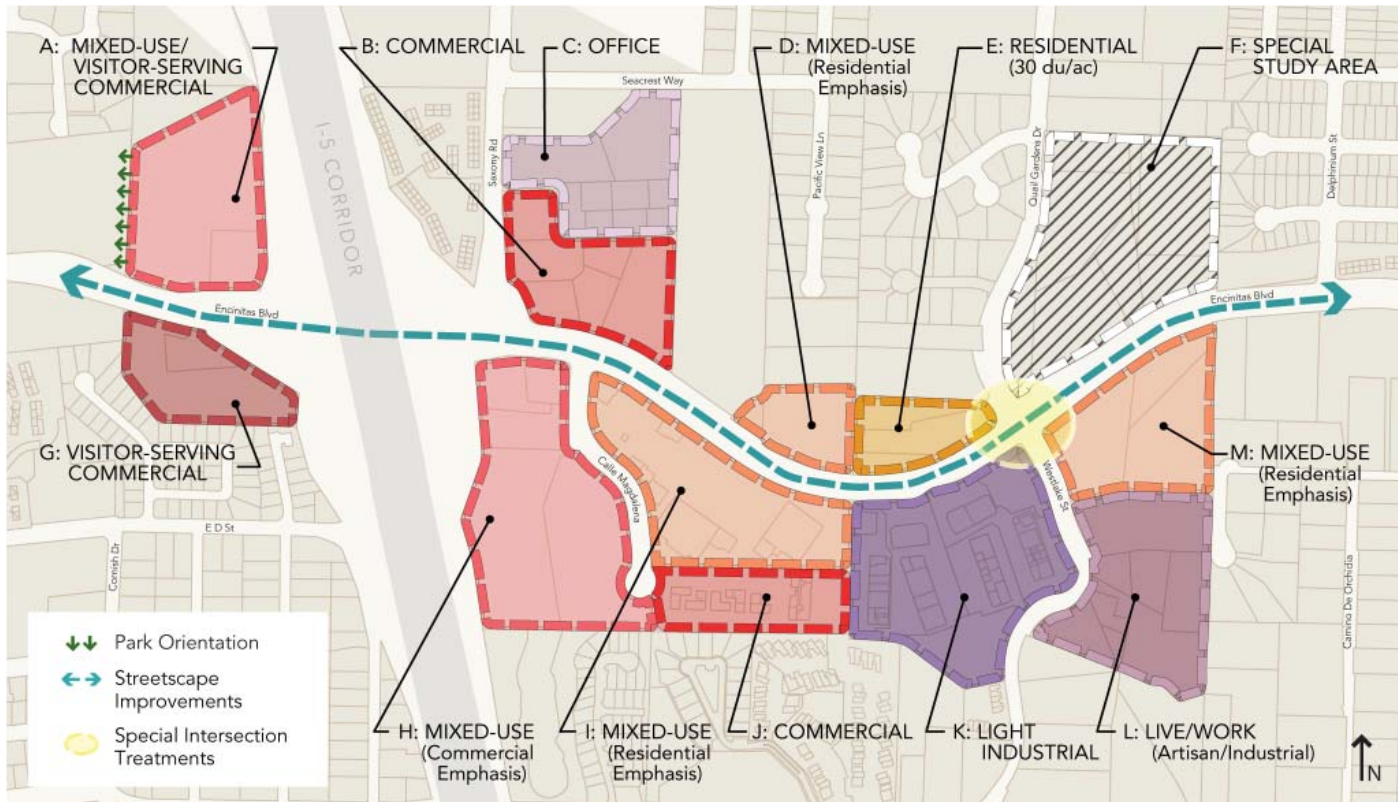 A: MIXED-USE/
VISITOR-SERVING
COMMERCIAL
B: COMMERCIAL
C: OFFICE
D: MIXED-USE
(Residential
Emphasis)
E: RESIDENTIAL
(30 du/ac)
F: SPECIAL
STUDY AREA
Seacrest Way
Saxony Rd
Pacific View Ln
Quail Gardens Dr
Delphinium St
I-5 CORRIDOR
Encinitas Blvd
Encinitas Blvd
G: VISITOR-SERVING
COMMERCIAL
Calle Magdalena
Westlake St
M: MIXED-USE
(Residential
Emphasis)
E D St
Cornish Dr
Camino De Orchidia
Park Orientation
Streetscape
Improvements
Special Intersection
Treatments
H: MIXED-USE
(Commercial
Emphasis)
I: MIXED-USE
(Residential
Emphasis)
J: COMMERCIAL
K: LIGHT
INDUSTRIAL
L: LIVE/WORK
(Artisan/Industrial)
N